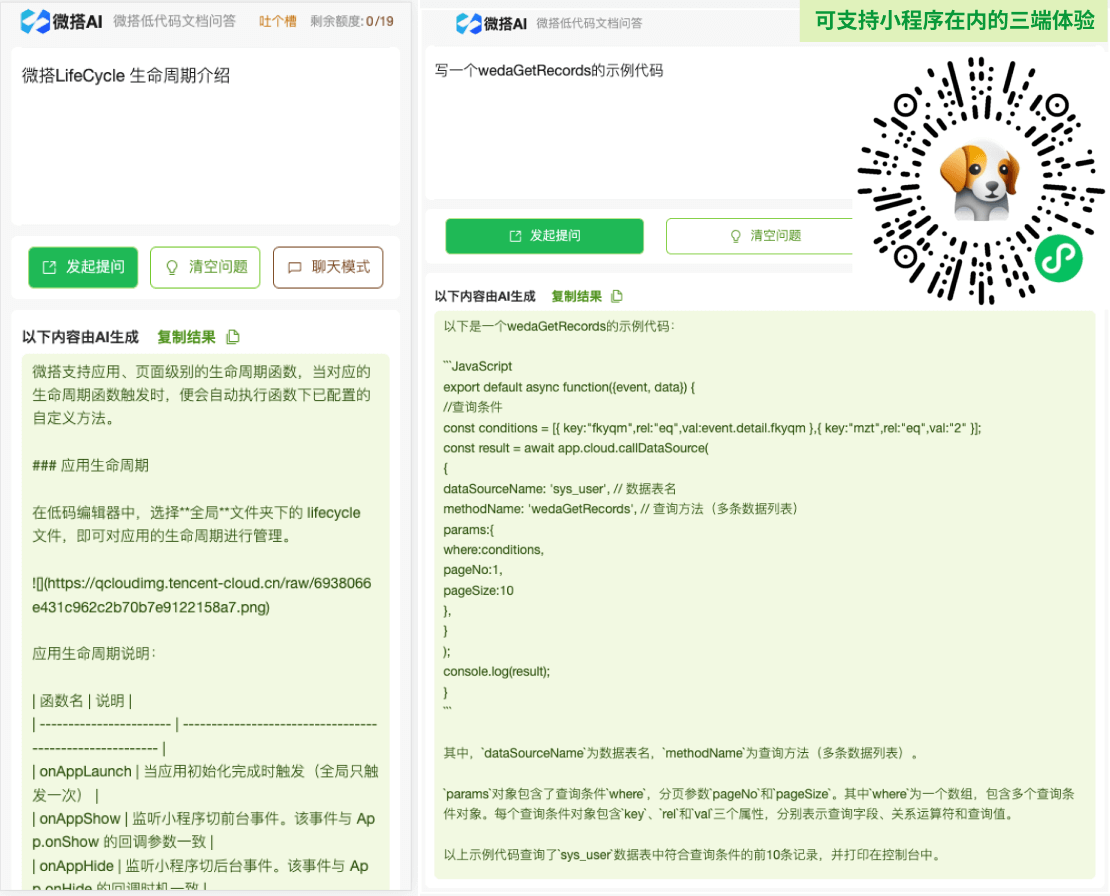 微搭AI 微搭低代码文档问答 吐个槽 剩余额度:0/19
微搭LifeCycle 生命周期介绍
发起提问 清空问题 聊天模式
以下内容由AI生成 复制结果
微搭支持应用、页面级别的生命周期函数，当对应的
生命周期函数触发时，便会自动执行函数下已配置的
自定义方法。
### 应用生命周期
在低码编辑器中，选择**全局**文件夹下的 lifecycle
文件，即可对应用的生命周期进行管理。
![](https://qcloudimg.tencent-cloud.cn/raw/6938066
e431c962c2b70b7e9122158a7.png)
应用生命周期说明：
| 函数名 | 说明 |
| ----------------------- | ----------------------------------
---------------------- |
| onAppLaunch | 当应用初始化完成时触发（全局只触
发一次） |
| onAppShow | 监听小程序切前台事件。该事件与 Ap
p.onShow 的回调参数一致 |
| onAppHide | 监听小程序切后台事件。该事件与 Ap
p.onHide 的回调时机一致 |
微搭AI 微搭低代码文档问答
可支持小程序在内的三端体验
写一个wedaGetRecords的示例代码
发起提问 清空问题
以下内容由AI生成 复制结果
以下是一个wedaGetRecords的示例代码：
```JavaScript
export default async function({event, data}) {
//查询条件
const conditions = [{ key:"fkyqm",rel:"eq",val:event.detail.fkyqm },{ key:"mzt",rel:"eq",val:"2" }];
const result = await app.cloud.callDataSource(
{
dataSourceName: 'sys_user', // 数据表名
methodName: 'wedaGetRecords', // 查询方法（多条数据列表）
params:{
where:conditions,
pageNo:1,
pageSize:10
},
}
);
console.log(result);
}
```
其中，`dataSourceName`为数据表名，`methodName`为查询方法（多条数据列表）。
`params`对象包含了查询条件`where`，分页参数`pageNo`和`pageSize`。其中`where`为一个数组，包含多个查询条
件对象。每个查询条件对象包含`key`、`rel`和`val`三个属性，分别表示查询字段、关系运算符和查询值。
以上示例代码查询了`sys_user`数据表中符合查询条件的前10条记录，并打印在控制台中。